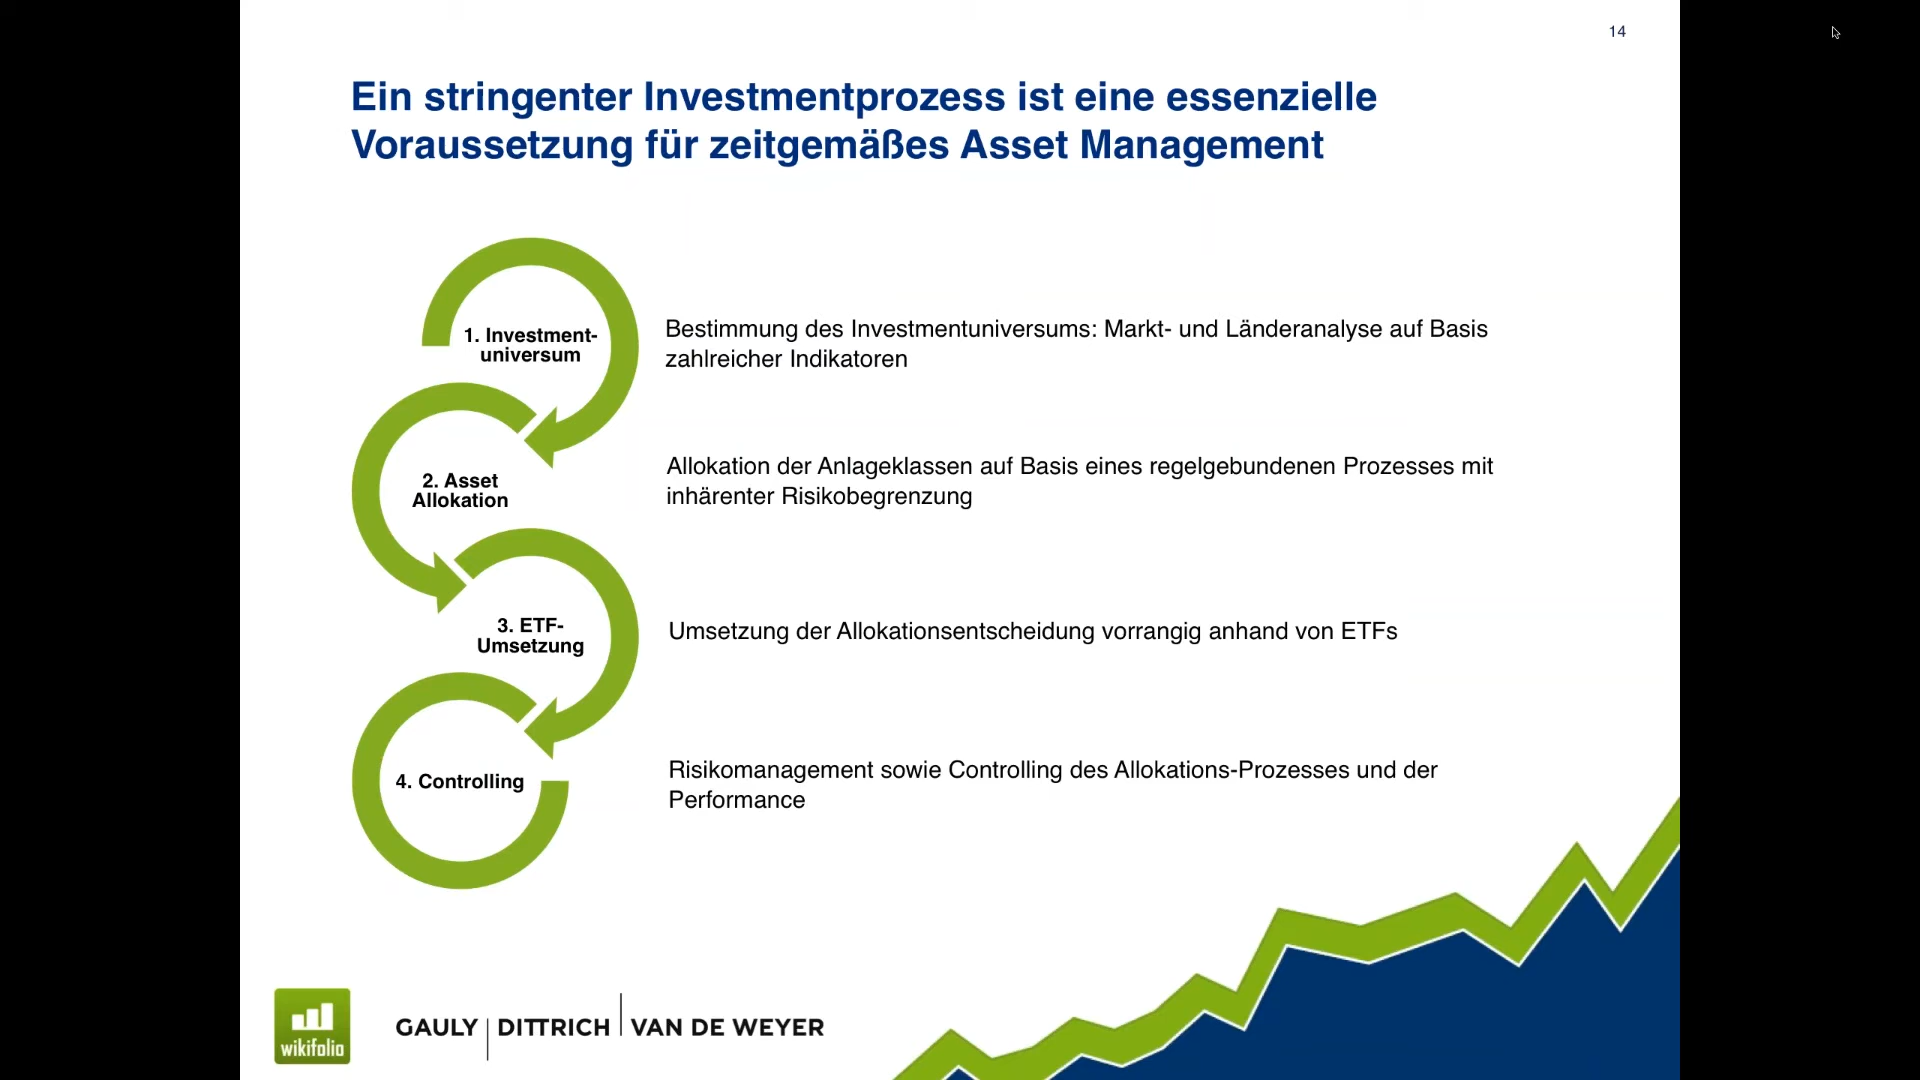 14
Ein stringenter Investmentprozess ist eine essenzielle
Voraussetzung für zeitgemäßes Asset Management
1. Investment-
universum
Bestimmung des Investmentuniversums: Markt- und Länderanalyse auf Basis
zahlreicher Indikatoren
2. Asset
Allokation
Allokation der Anlageklassen auf Basis eines regelgebundenen Prozesses mit
inhärenter Risikobegrenzung
3. ETF-
Umsetzung
Umsetzung der Allokationsentscheidung vorrangig anhand von ETFs
4. Controlling
Risikomanagement sowie Controlling des Allokations-Prozesses und der
Performance
wikifolio
GAULY DITTRICH VAN DE WEYER